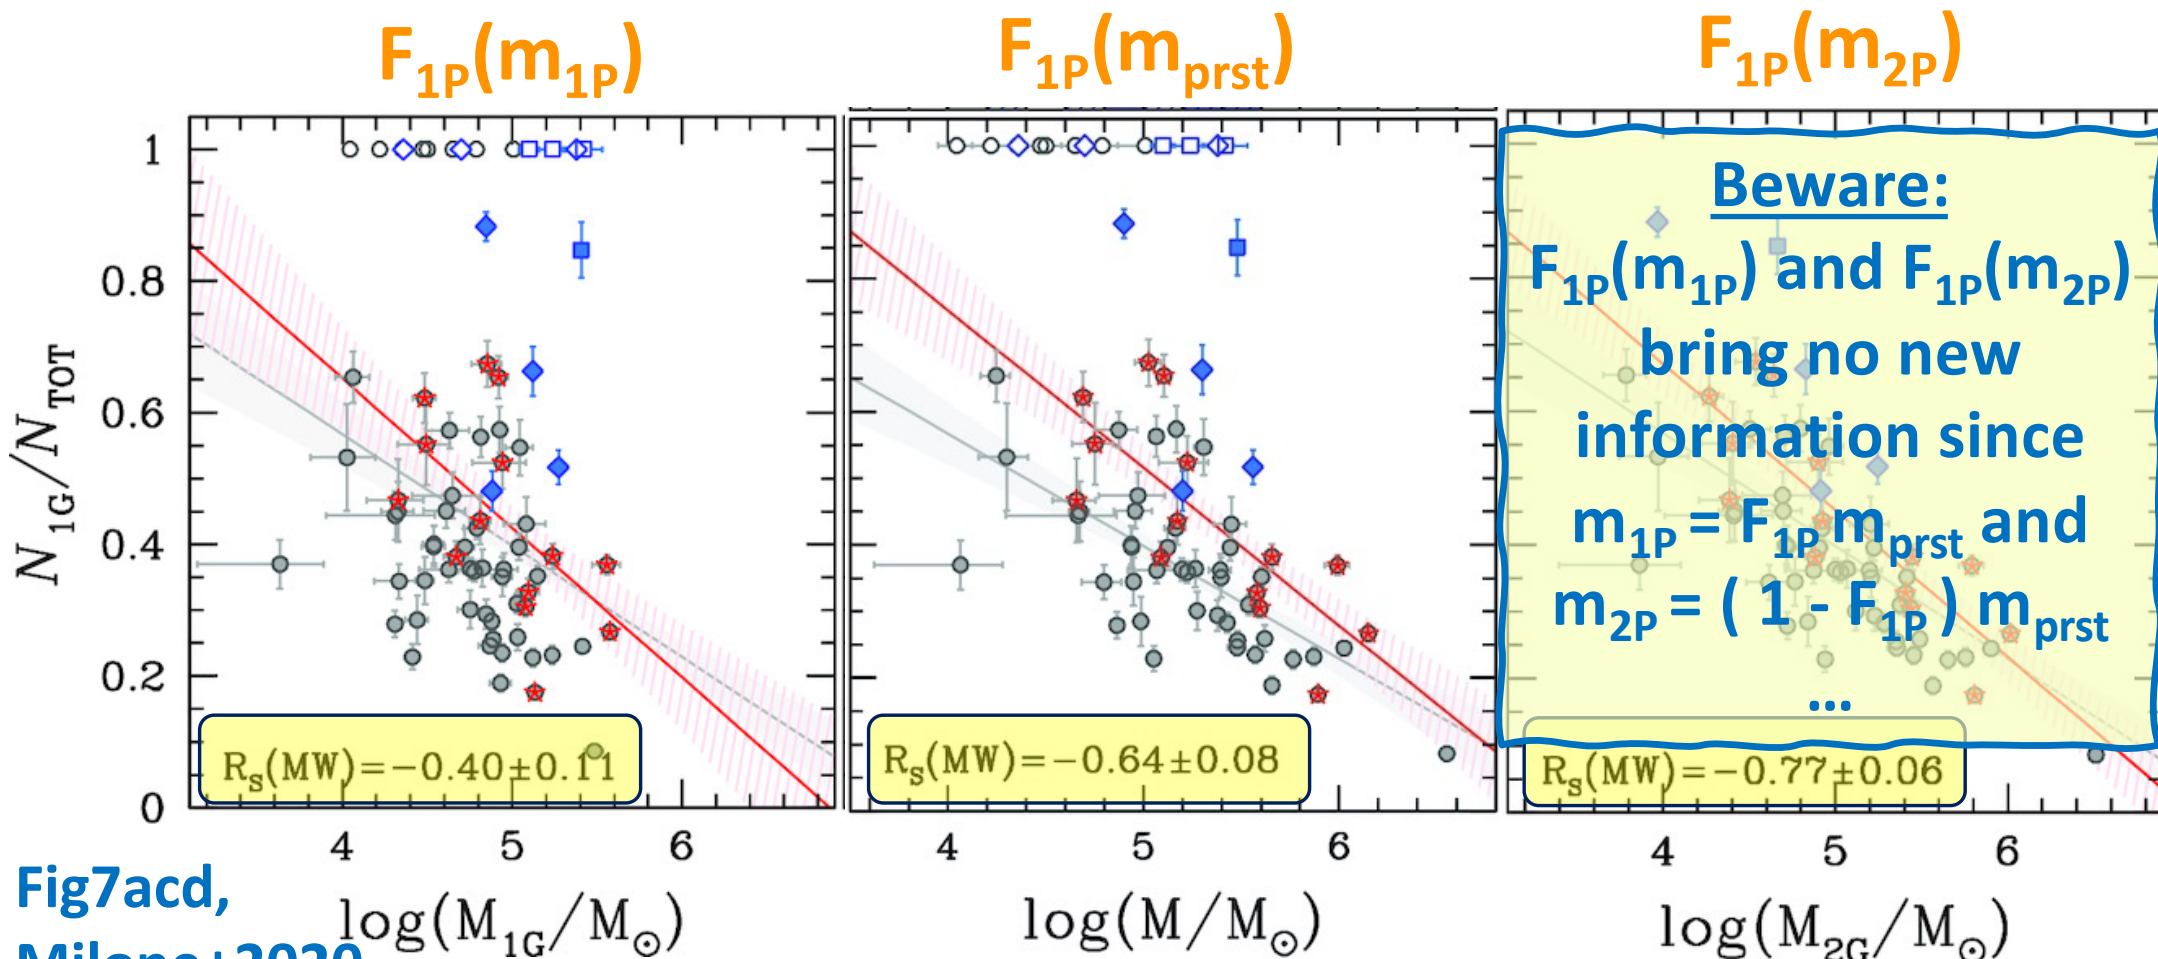 F1P(m1P)
F1P(mprst)
F1P(m2P)
N1G/NTOT
1
0.8
0.6
0.4
0.2
0
RS(MW)=−0.40±0.11
4 5 6
log(M1G/M⊙)
RS(MW)=−0.64±0.08
4 5 6
log(M/M⊙)
Beware:
F1P(m1P) and F1P(m2P)
bring no new
information since
m1P = F1P mprst and
m2P = ( 1 - F1P ) mprst
...
RS(MW)=−0.77±0.06
4 5 6
log(M2G/M⊙)
Fig7acd,
Milone+2020